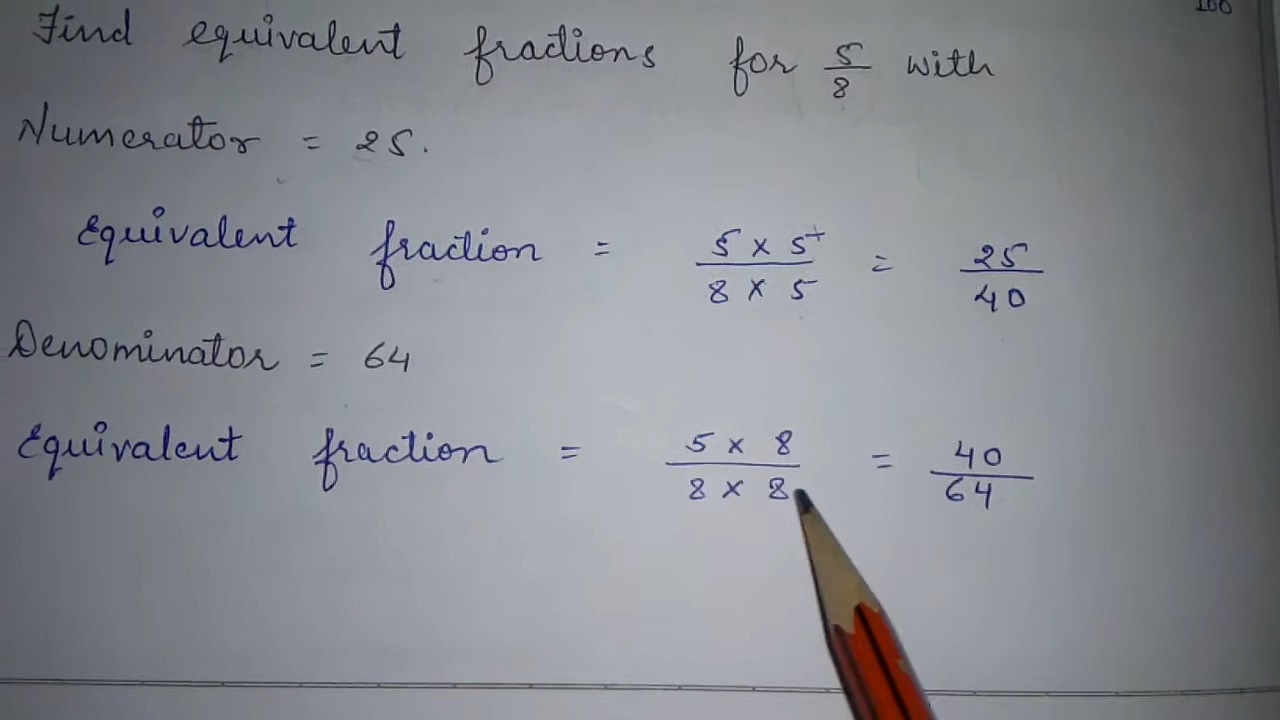 100
Find equivalent fractions for 5/8 with
Numerator = 25.
Equivalent fraction = 5 x 5/8 x 5 = 25/40
Denominator = 64
Equivalent fraction = 5 x 8/8 x 8 = 40/64